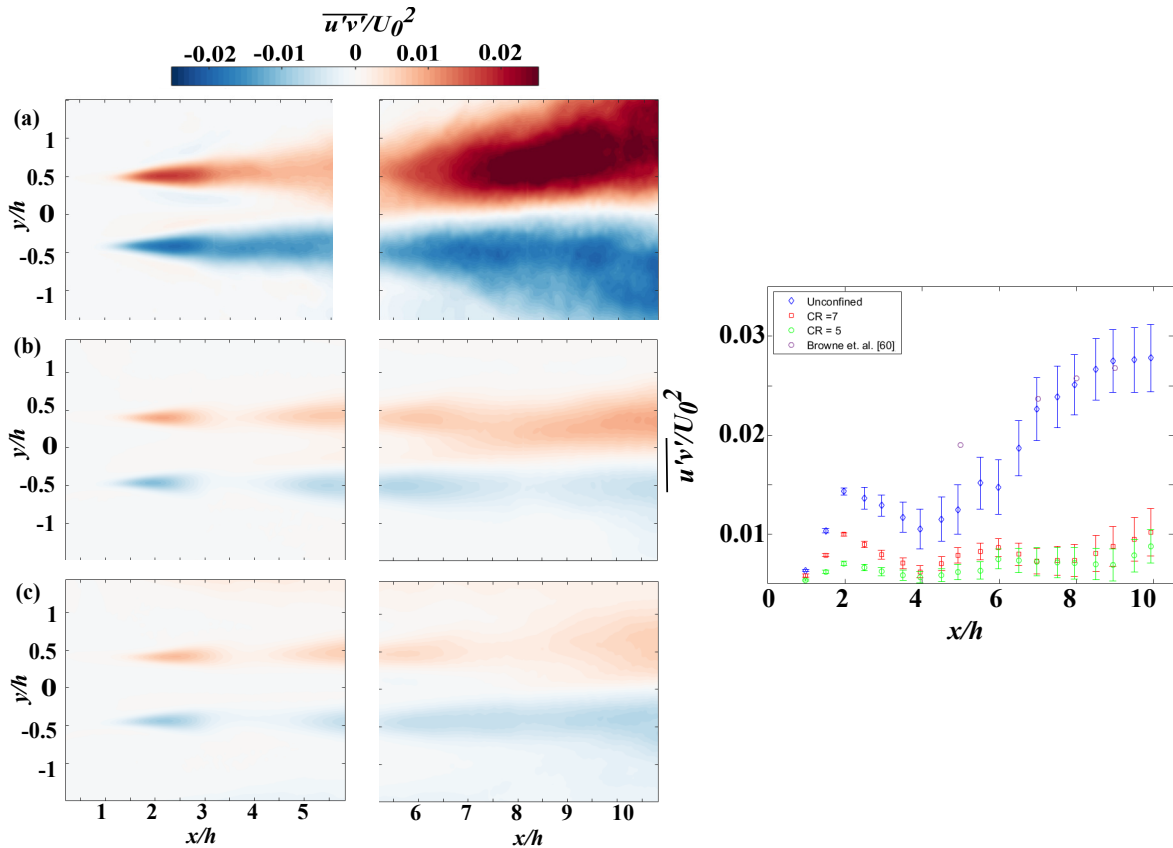 u'v'/U0²
-0.02 -0.01 0 0.01 0.02
(a)
1
0.5
0
-0.5
-1
y/h
(b)
1
0.5
0
-0.5
-1
y/h
(c)
1
0.5
0
-0.5
-1
y/h
1 2 3 4 5
x/h
6 7 8 9 10
x/h
Unconfined
CR =7
CR = 5
Browne et. al. [60]
u'v'/U0²
0.03
0.02
0.01
0 2 4 6 8 10
x/h